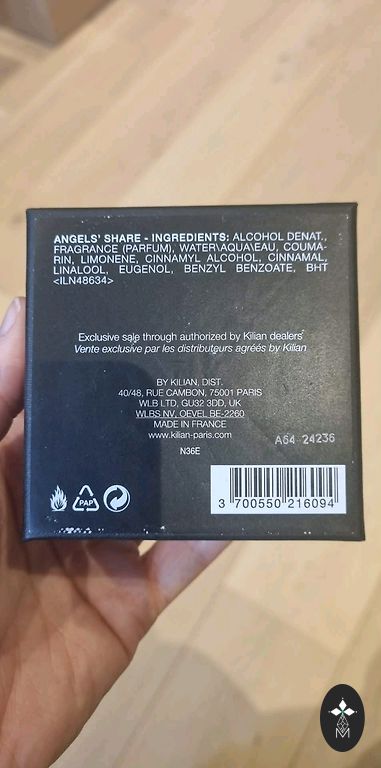 ANGELS' SHARE - INGREDIENTS: ALCOHOL DENAT.,
FRAGRANCE (PARFUM), WATER\AQUA\EAU, COUMA-
RIN, LIMONENE, CINNAMYL ALCOHOL, CINNAMAL,
LINALOOL, EUGENOL, BENZYL BENZOATE, BHT
<ILN48634>
Exclusive sale through authorized by Kilian dealers
Vente exclusive par les distributeurs agréés by Kilian
BY KILIAN, DIST.
40/48, RUE CAMBON, 75001 PARIS
WLB LTD, GU32 3DD, UK
WLBS NV, OEVEL BE-2260
MADE IN FRANCE
www.kilian-paris.com
A64 24236
N36E
PAP
3 700550 216094
M